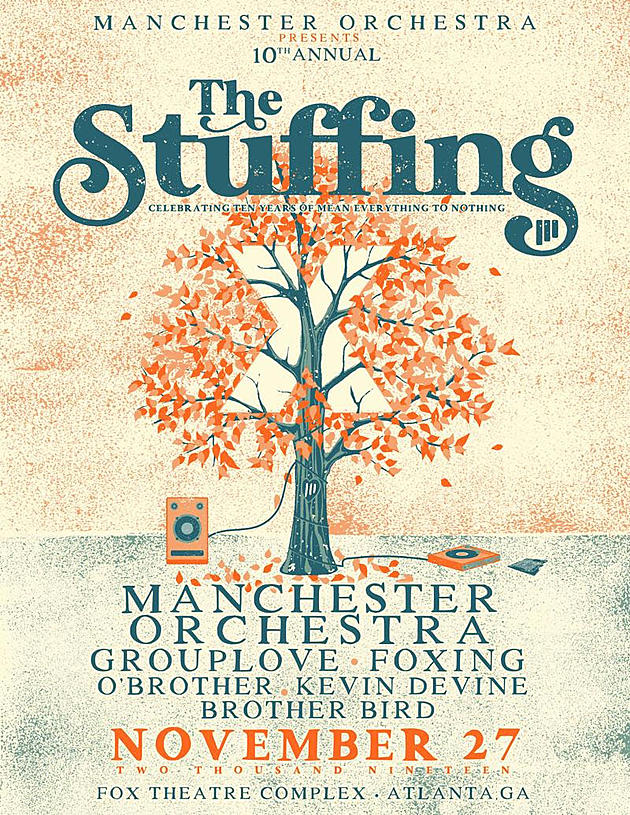 MANCHESTER ORCHESTRA
PRESENTS
10TH ANNUAL
The
Stuffing
CELEBRATING TEN YEARS OF MEAN EVERYTHING TO NOTHING
MANCHESTER
ORCHESTRA
GROUPLOVE • FOXING
O'BROTHER • KEVIN DEVINE
BROTHER BIRD
NOVEMBER 27
TWO THOUSAND NINETEEN
FOX THEATRE COMPLEX • ATLANTA, GA